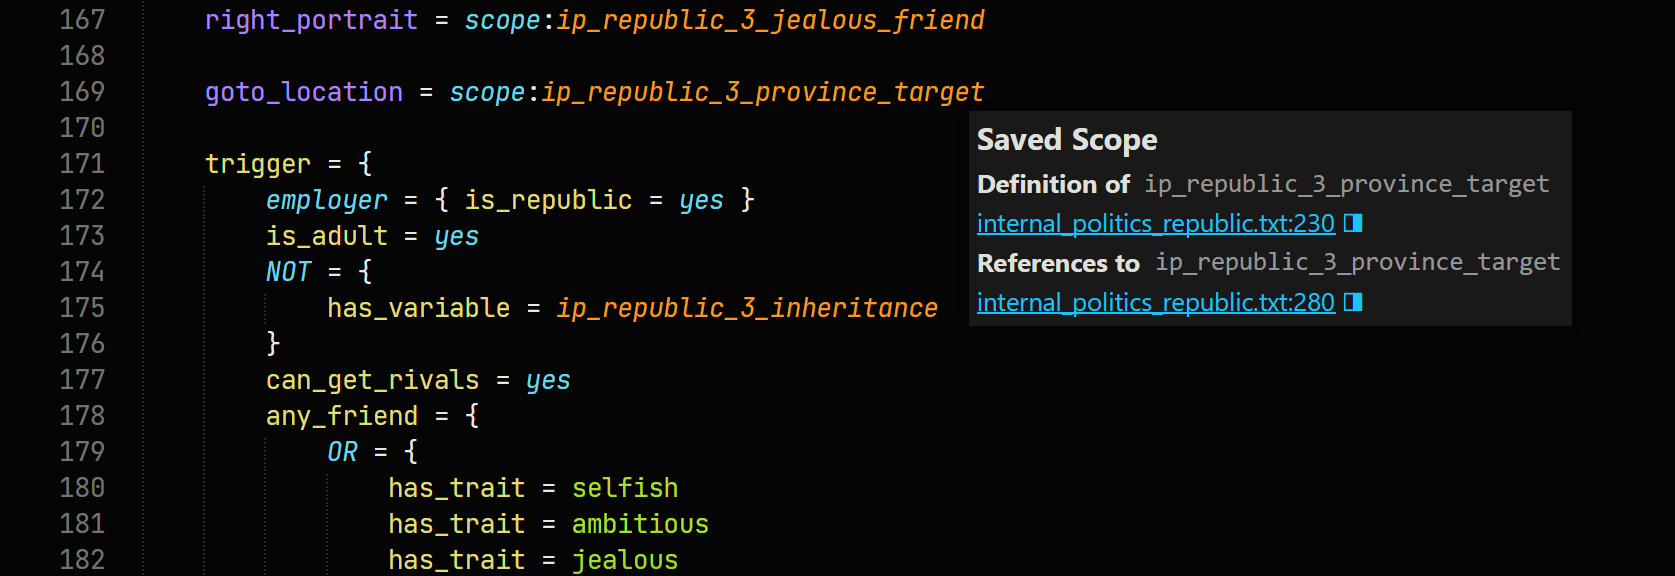 167 right_portrait = scope:ip_republic_3_jealous_friend
168
169 goto_location = scope:ip_republic_3_province_target
170
171 trigger = {
172 employer = { is_republic = yes }
173 is_adult = yes
174 NOT = {
175 has_variable = ip_republic_3_inheritance
176 }
177 can_get_rivals = yes
178 any_friend = {
179 OR = {
180 has_trait = selfish
181 has_trait = ambitious
182 has_trait = jealous
Saved Scope
Definition of ip_republic_3_province_target
internal_politics_republic.txt:230
References to ip_republic_3_province_target
internal_politics_republic.txt:280